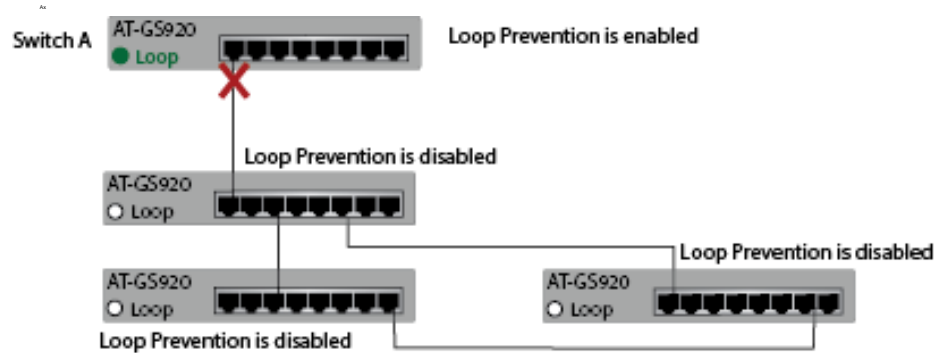 Switch A
AT-GS920
Loop
Loop Prevention is enabled
Loop Prevention is disabled
AT-GS920
Loop
Loop Prevention is disabled
AT-GS920
Loop
AT-GS920
Loop
Loop Prevention is disabled